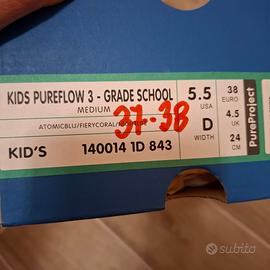 KIDS PUREFLOW 3 - GRADE SCHOOL
MEDIUM
ATOMICBLU/FIERYCORAL/
37-38
KID'S 140014 1D 843
5.5 38
USA EURO
D 4.5
UK
WIDTH 24
CM
PureProject
subito